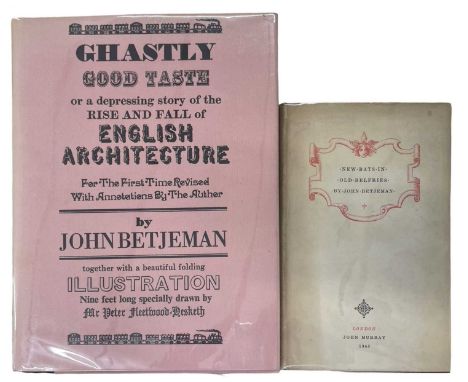 GHASTLY
GOOD TASTE
or a depressing story of the
RISE AND FALL of
ENGLISH
ARCHITECTURE
For The First Time Revised
With Annotations By The Author
by
JOHN BETJEMAN
together with a beautiful folding
ILLUSTRATION
Nine feet long specially drawn by
Mr Peter Fleetwood-Hesketh
·NEW·BATS·IN·
·OLD·BELFRIES·
BY·JOHN·BETJEMAN·
LONDON
JOHN MURRAY
1945